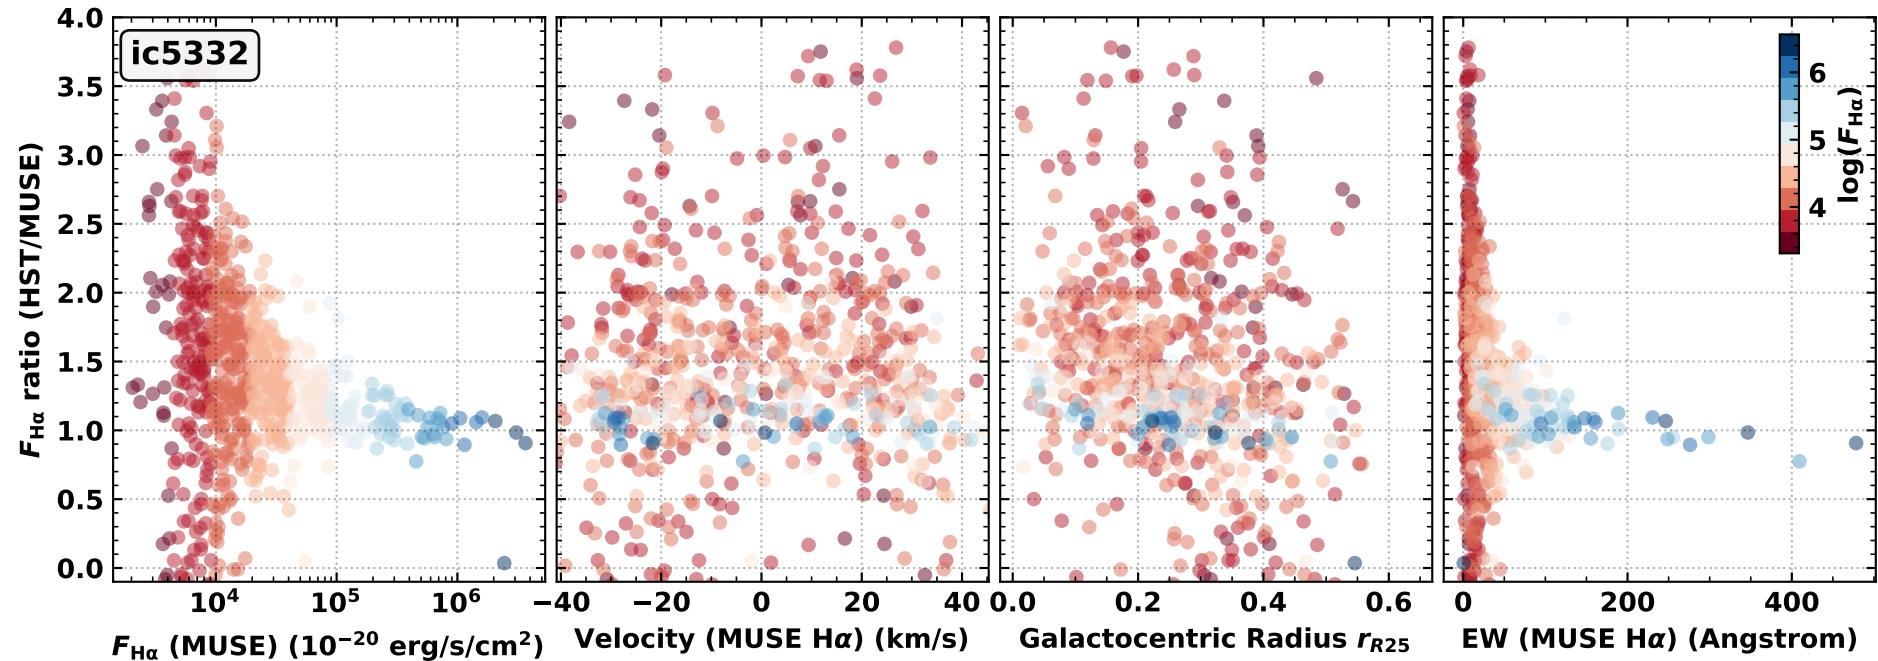 ic5332
F_Hα ratio (HST/MUSE)
4.0
3.5
3.0
2.5
2.0
1.5
1.0
0.5
0.0
10^4 10^5 10^6
F_Hα (MUSE) (10^−20 erg/s/cm^2)
−40 −20 0 20 40
Velocity (MUSE Hα) (km/s)
0.0 0.2 0.4 0.6
Galactocentric Radius r_R25
0 200 400
EW (MUSE Hα) (Angstrom)
6
5
4
log(F_Hα)